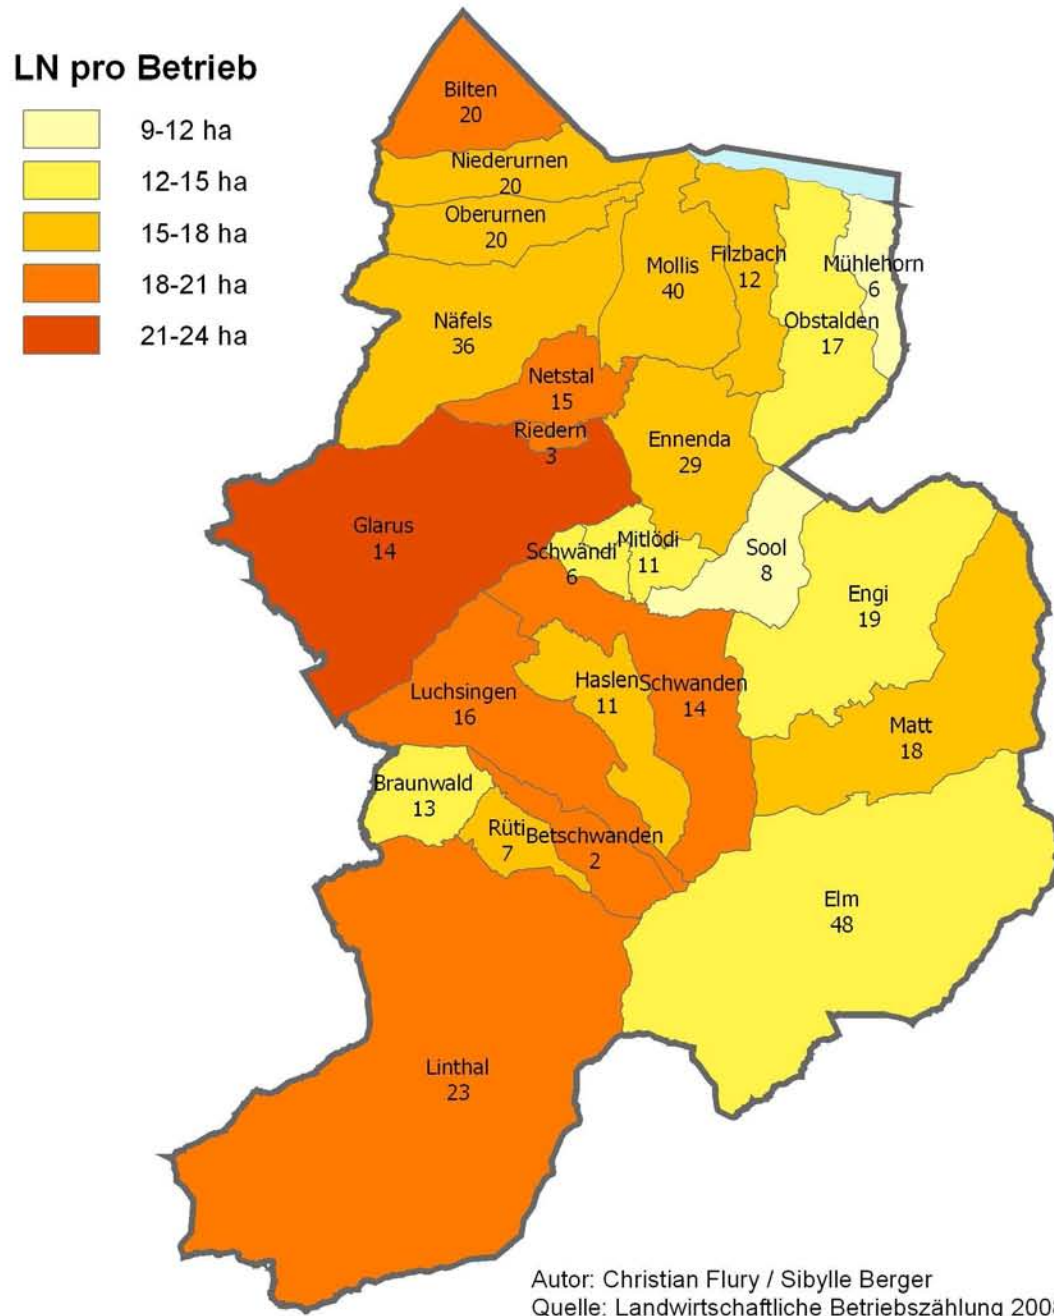 LN pro Betrieb
9-12 ha
12-15 ha
15-18 ha
18-21 ha
21-24 ha
Bilten
20
Niederurnen
20
Oberurnen
20
Mollis
40
Filzbach
12
Mühlehorn
6
Obstalden
17
Näfels
36
Netstal
15
Riedern
3
Ennenda
29
Glarus
14
Schwändi
6
Mitlödi
11
Sool
8
Engi
19
Luchsingen
16
Haslen
11
Schwanden
14
Matt
18
Braunwald
13
Rüti
7
Betschwanden
2
Elm
48
Linthal
23
Autor: Christian Flury / Sibylle Berger
Quelle: Landwirtschaftliche Betriebszählung